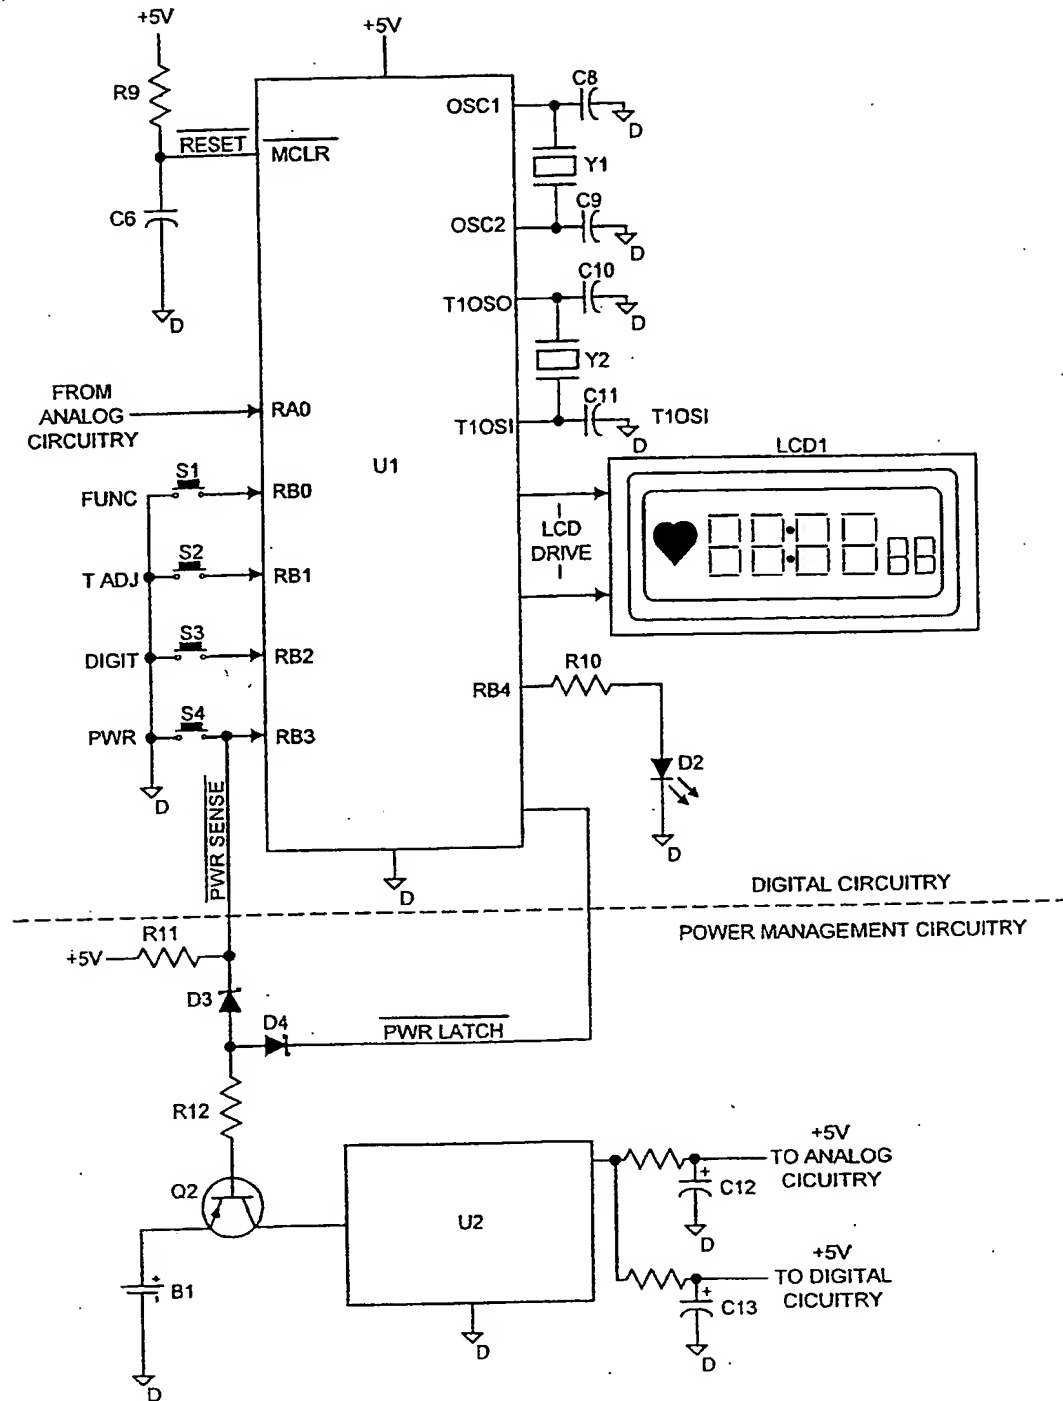 +5V
+5V
R9
RESET
MCLR
C6
D
OSC1
C8
D
Y1
OSC2
C9
D
T1OSO
C10
D
Y2
T1OSI
C11
D
T1OSI
FROM
ANALOG
CIRCUITRY
RA0
U1
FUNC
S1
RB0
T ADJ
S2
RB1
DIGIT
S3
RB2
PWR
S4
RB3
D
LCD
DRIVE
LCD1
RB4
R10
D2
D
PWR SENSE
D
DIGITAL CIRCUITRY
POWER MANAGEMENT CIRCUITRY
+5V
R11
D3
D4
PWR LATCH
R12
Q2
B1
+
-
D
U2
D
+5V
TO ANALOG
CICUITRY
+
C12
D
+5V
TO DIGITAL
CICUITRY
+
C13
D